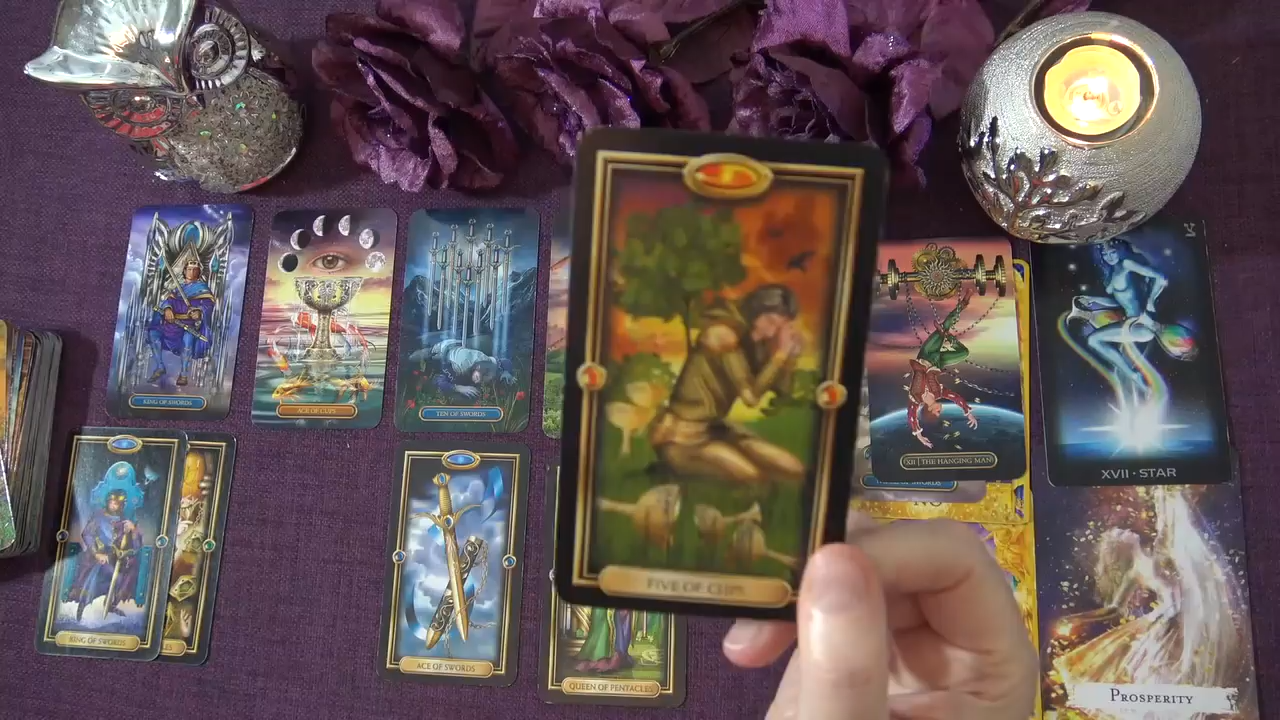 KING OF SWORDS
ACE OF CUPS
TEN OF SWORDS
FIVE OF CUPS
XII | THE HANGING MAN
XVII · STAR
KING OF SWORDS
ACE OF SWORDS
QUEEN OF PENTACLES
PROSPERITY